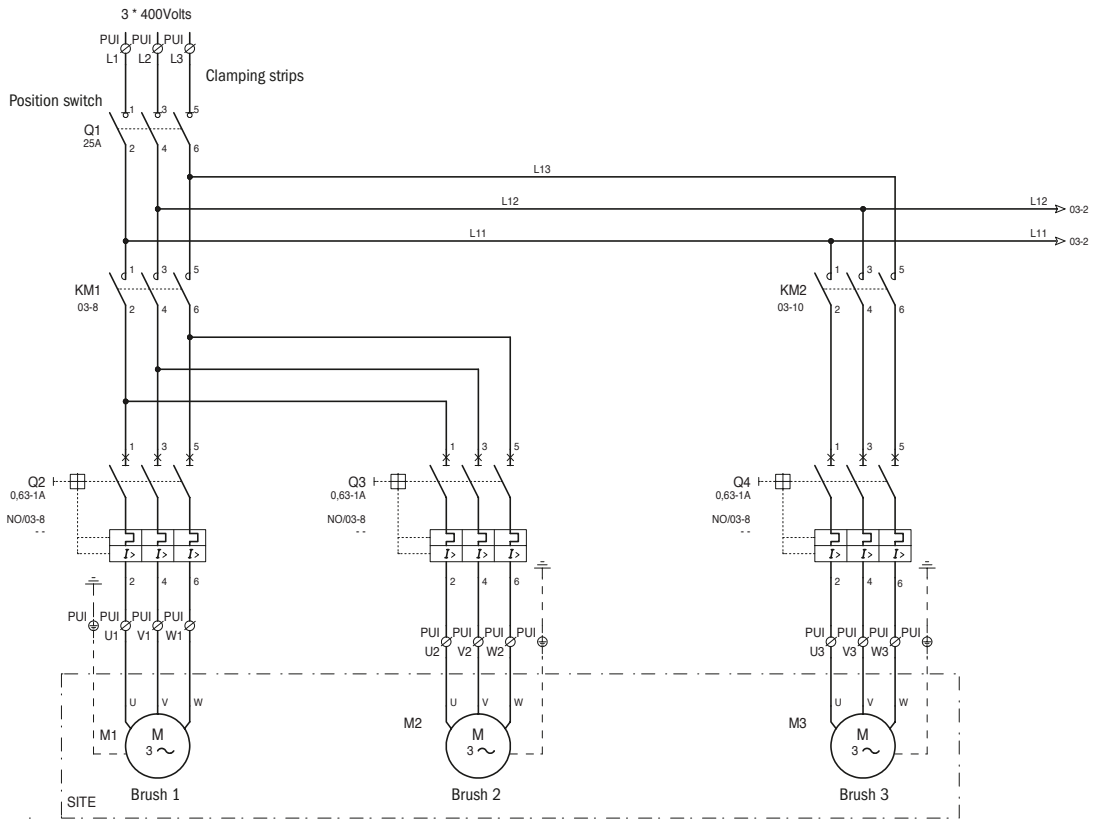 3 * 400Volts
PUI PUI PUI
L1 L2 L3
Clamping strips
Position switch
1 3 5
Q1
25A
2 4 6
L13
L12 L12 03-2
L11 L11 03-2
1 3 5 1 3 5
KM1 KM2
03-8 2 4 6 03-10 2 4 6
1 3 5 1 3 5 1 3 5
Q2 Q3 Q4
0,63-1A 0,63-1A 0,63-1A
NO/03-8 NO/03-8 NO/03-8
- - - - - -
I> I> I> I> I> I> I> I> I>
2 4 6 2 4 6 2 4 6
PUI PUI PUI PUI
U1 V1 W1
PUI PUI PUI PUI PUI PUI PUI PUI
U2 V2 W2 U3 V3 W3
U V W U V W U V W
M1 M2 M3
M M M
3 ~ 3 ~ 3 ~
SITE Brush 1 Brush 2 Brush 3